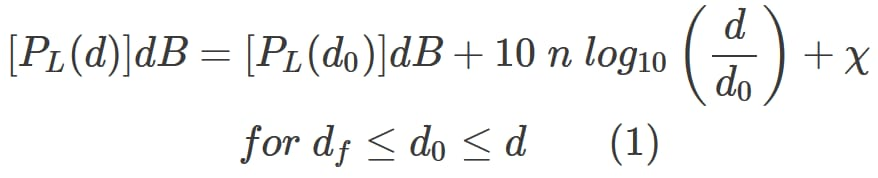 [P_L(d)]dB = [P_L(d_0)]dB + 10 n log_10 (d/d_0) + χ
for d_f ≤ d_0 ≤ d (1)